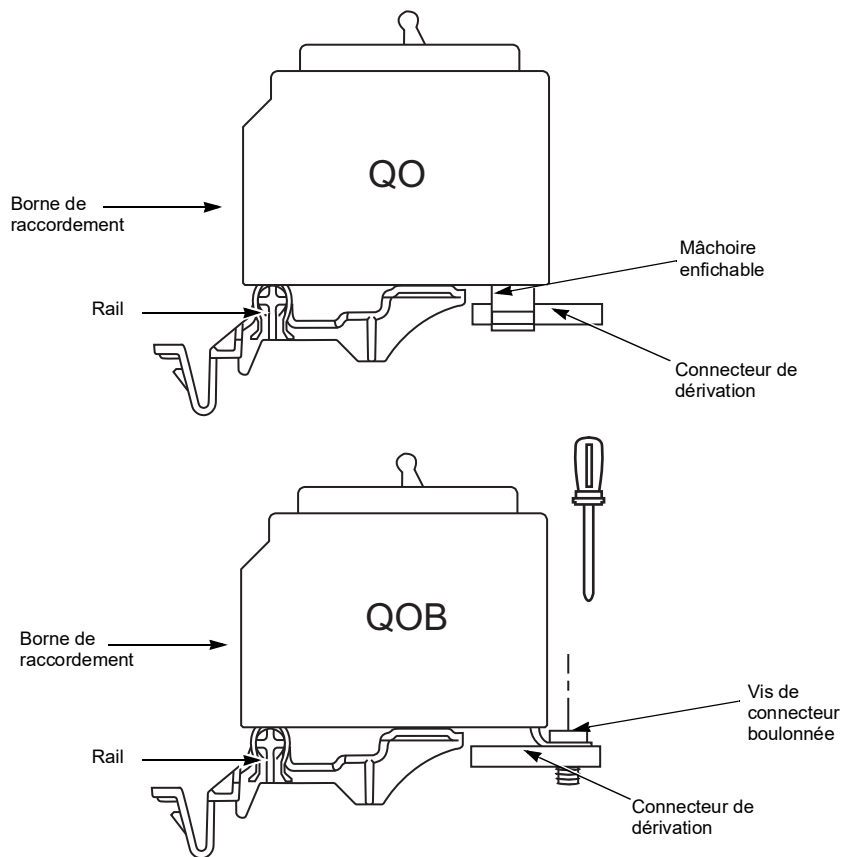 QO
Borne de
raccordement
Mâchoire
enfichable
Rail
Connecteur de
dérivation
QOB
Borne de
raccordement
Vis de
connecteur
boulonnée
Rail
Connecteur de
dérivation